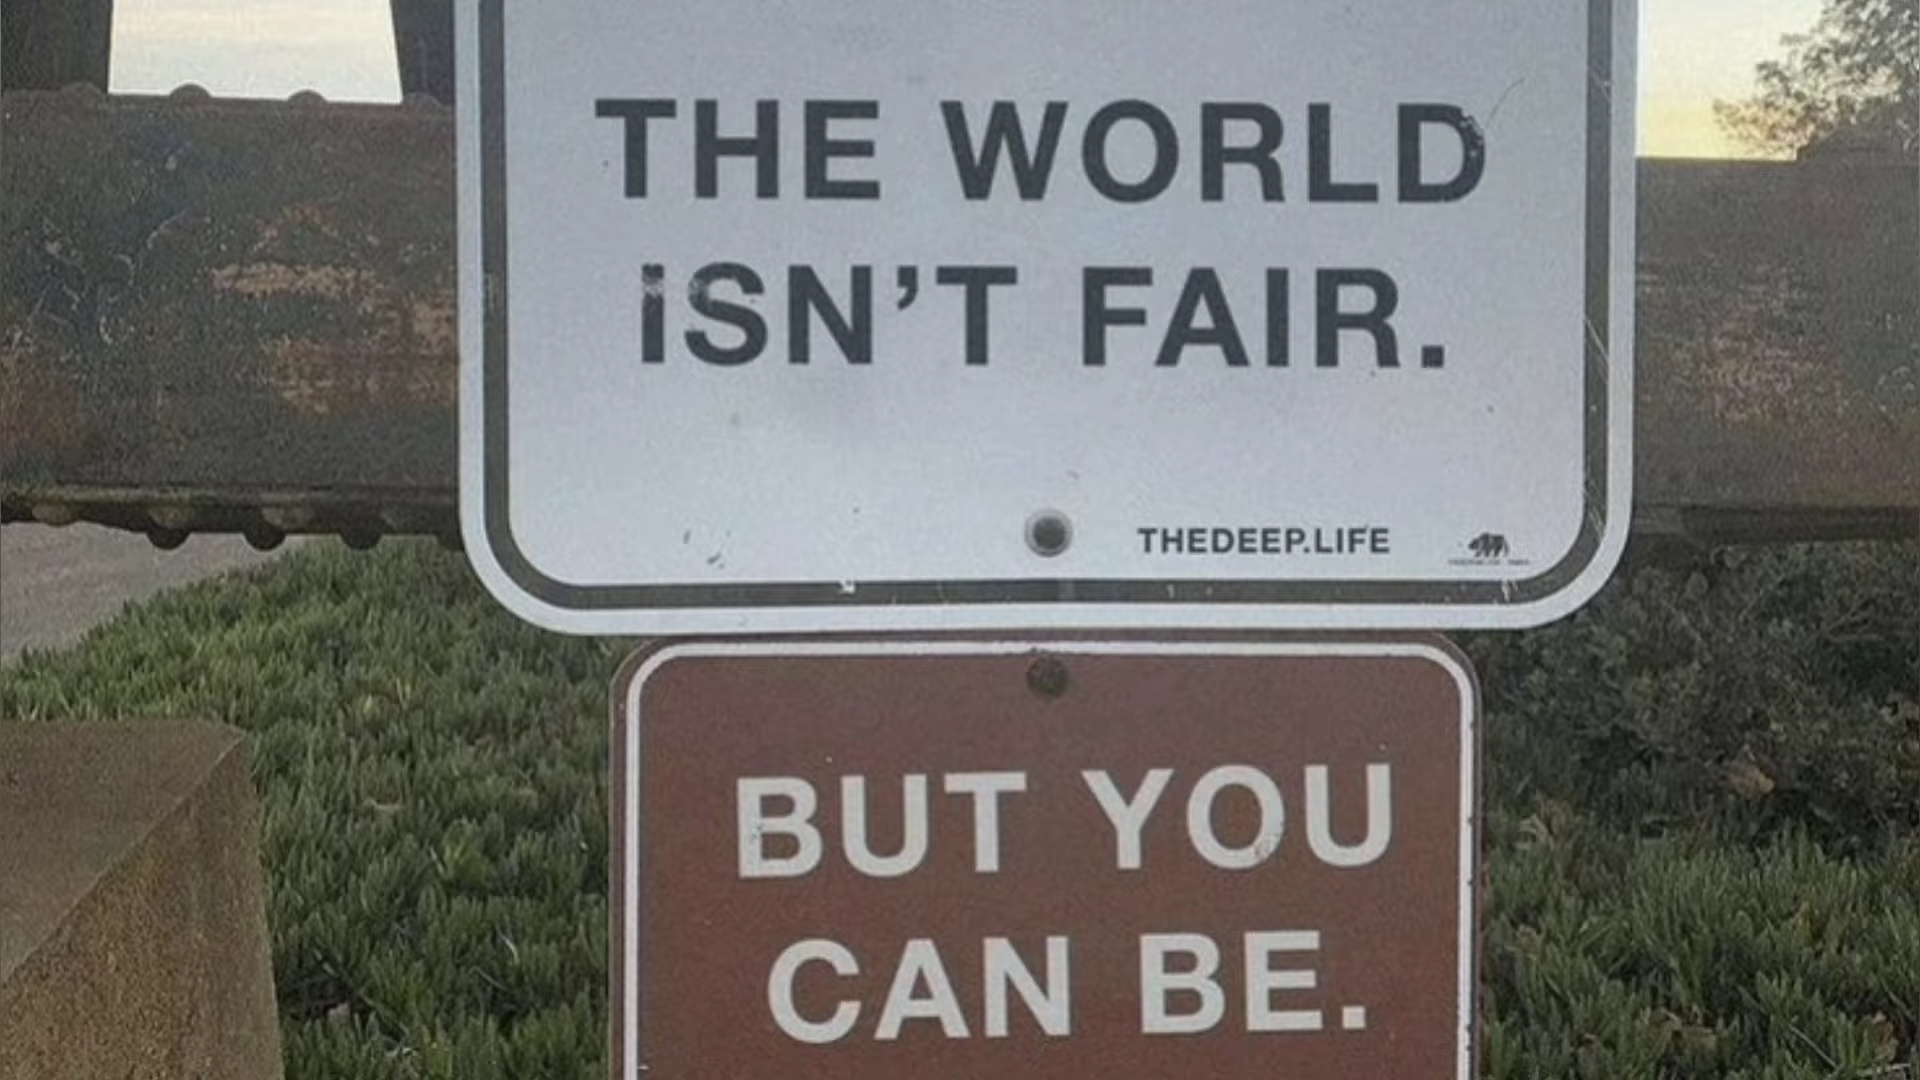 THE WORLD
iSN'T FAIR.
THEDEEP.LIFE
BUT YOU
CAN BE.